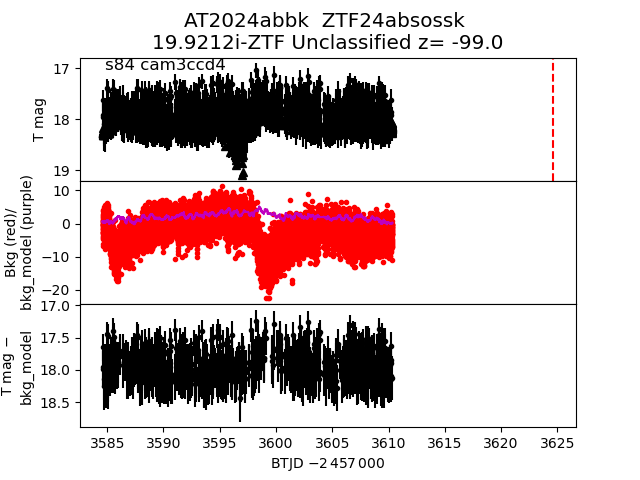 AT2024abbk  ZTF24absossk
19.9212i-ZTF Unclassified z= -99.0
s84 cam3ccd4
T mag
17
18
19
Bkg (red)/
bkg_model (purple)
10
0
−10
−20
T mag −
bkg_model
17.0
17.5
18.0
18.5
3585 3590 3595 3600 3605 3610 3615 3620 3625
BTJD −2 457 000